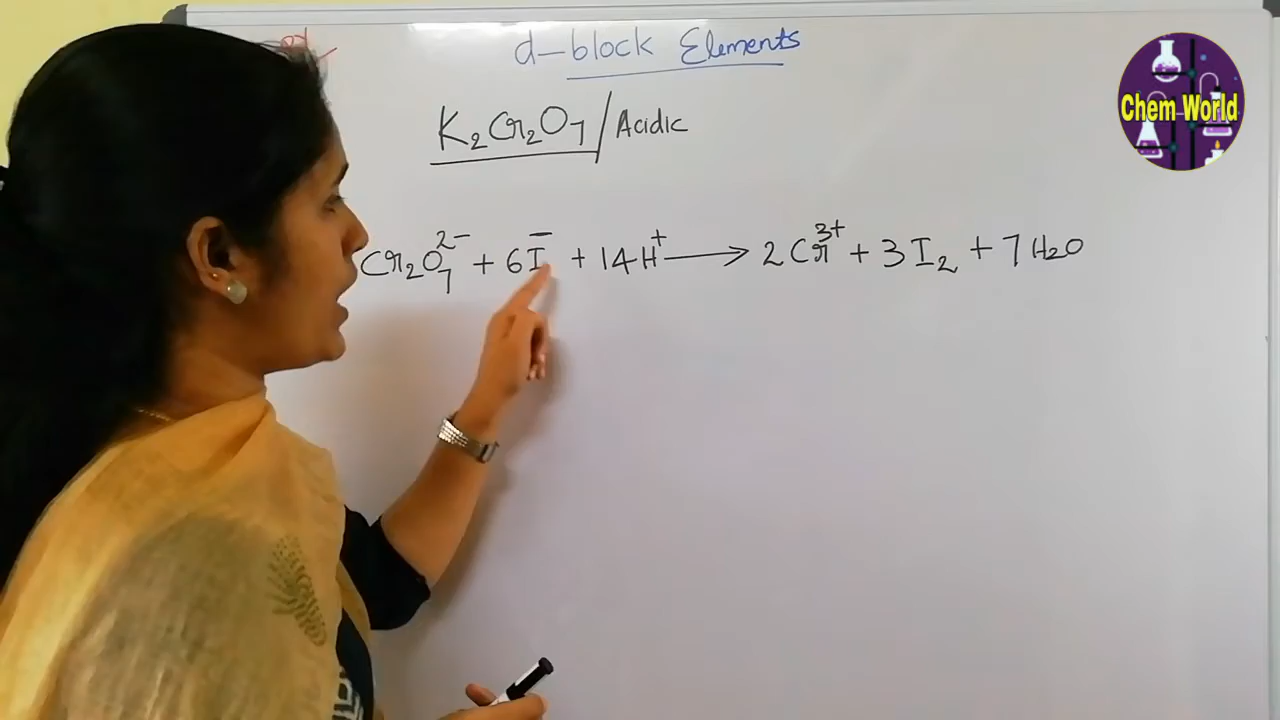 d-block Elements
Chem World
K₂Cr₂O₇ / Acidic
Cr₂O₇²⁻ + 6I⁻ + 14H⁺ ⟶ 2Cr³⁺ + 3I₂ + 7H₂O